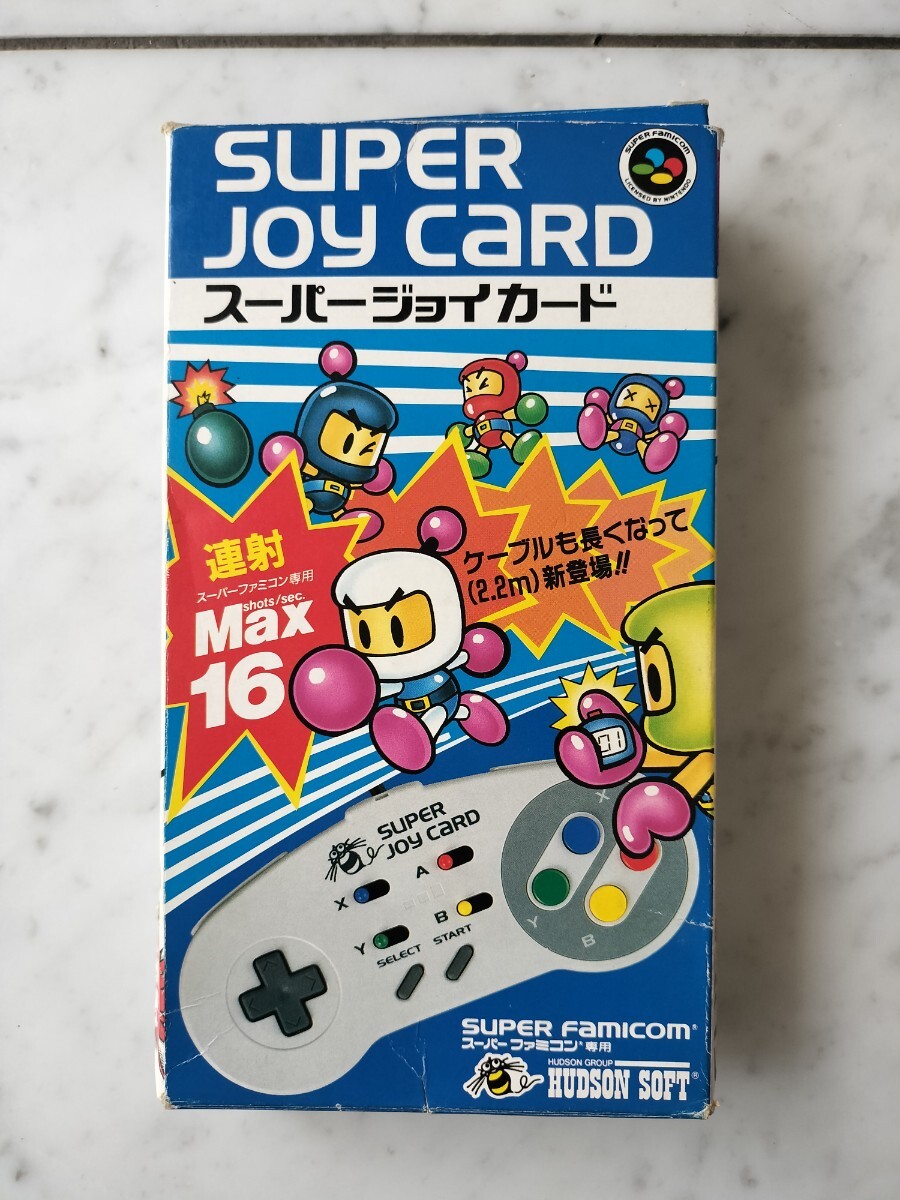 SUPER
JOY CARD
SUPER FAMICOM
LICENSED BY NINTENDO
スーパージョイカード
連射
スーパーファミコン専用
shots/sec.
Max
16
ケーブルも長くなって
(2.2m)新登場!!
SUPER
JOY CARD
X
A
X
Y
B
Y
B
SELECT
START
SUPER FAMICOM®
スーパーファミコン®専用
HUDSON GROUP
HUDSON SOFT®